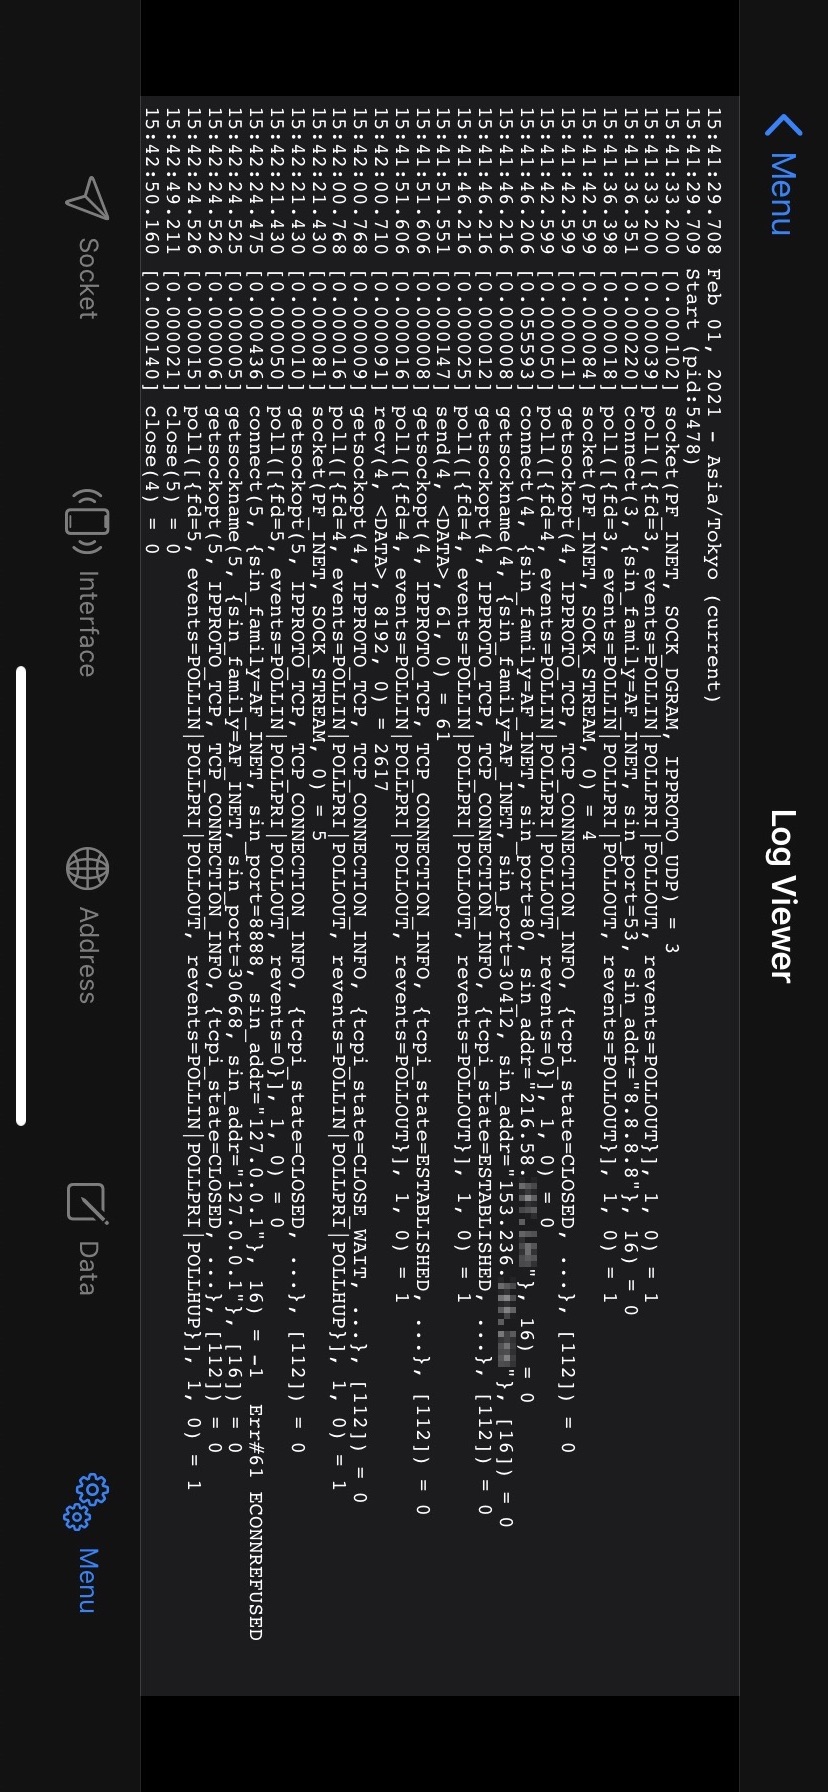 Menu
Log Viewer
15:41:29.708 Feb 01, 2021 - Asia/Tokyo (current)
15:41:29.709 Start (pid:5478)
15:41:33.200 [0.000102] socket(PF_INET, SOCK_DGRAM, IPPROTO_UDP) = 3
15:41:33.200 [0.000039] poll([{fd=3, events=POLLIN|POLLPRI|POLLOUT, revents=POLLOUT}], 1, 0) = 1
15:41:36.351 [0.000220] connect(3, {sin_family=AF_INET, sin_port=53, sin_addr="8.8.8.8"}, 16) = 0
15:41:36.398 [0.000018] poll([{fd=3, events=POLLIN|POLLPRI|POLLOUT, revents=POLLOUT}], 1, 0) = 1
15:41:42.599 [0.000084] socket(PF_INET, SOCK_STREAM, 0) = 4
15:41:42.599 [0.000011] getsockopt(4, IPPROTO_TCP, TCP_CONNECTION_INFO, {tcpi_state=CLOSED, ...}, [112]) = 0
15:41:42.599 [0.000050] poll([{fd=4, events=POLLIN|POLLPRI|POLLOUT, revents=0}], 1, 0) = 0
15:41:46.206 [0.055593] connect(4, {sin_family=AF_INET, sin_port=80, sin_addr="216.58. "}, 16) = 0
15:41:46.216 [0.000008] getsockname(4, {sin_family=AF_INET, sin_port=30412, sin_addr="153.236. "}, [16]) = 0
15:41:46.216 [0.000012] getsockopt(4, IPPROTO_TCP, TCP_CONNECTION_INFO, {tcpi_state=ESTABLISHED, ...}, [112]) = 0
15:41:46.216 [0.000025] poll([{fd=4, events=POLLIN|POLLPRI|POLLOUT, revents=POLLOUT}], 1, 0) = 1
15:41:51.551 [0.000147] send(4, <DATA>, 61, 0) = 61
15:41:51.606 [0.000008] getsockopt(4, IPPROTO_TCP, TCP_CONNECTION_INFO, {tcpi_state=ESTABLISHED, ...}, [112]) = 0
15:41:51.606 [0.000016] poll([{fd=4, events=POLLIN|POLLPRI|POLLOUT, revents=POLLOUT}], 1, 0) = 1
15:42:00.710 [0.000091] recv(4, <DATA>, 8192, 0) = 2617
15:42:00.768 [0.000009] getsockopt(4, IPPROTO_TCP, TCP_CONNECTION_INFO, {tcpi_state=CLOSE_WAIT, ...}, [112]) = 0
15:42:00.768 [0.000016] poll([{fd=4, events=POLLIN|POLLPRI|POLLOUT, revents=POLLIN|POLLPRI|POLLHUP}], 1, 0) = 1
15:42:21.430 [0.000081] socket(PF_INET, SOCK_STREAM, 0) = 5
15:42:21.430 [0.000010] getsockopt(5, IPPROTO_TCP, TCP_CONNECTION_INFO, {tcpi_state=CLOSED, ...}, [112]) = 0
15:42:21.430 [0.000050] poll([{fd=5, events=POLLIN|POLLPRI|POLLOUT, revents=0}], 1, 0) = 0
15:42:24.475 [0.000436] connect(5, {sin_family=AF_INET, sin_port=8888, sin_addr="127.0.0.1"}, 16) = -1  Err#61 ECONNREFUSED
15:42:24.525 [0.000005] getsockname(5, {sin_family=AF_INET, sin_port=30668, sin_addr="127.0.0.1"}, [16]) = 0
15:42:24.526 [0.000006] getsockopt(5, IPPROTO_TCP, TCP_CONNECTION_INFO, {tcpi_state=CLOSED, ...}, [112]) = 0
15:42:24.526 [0.000015] poll([{fd=5, events=POLLIN|POLLPRI|POLLOUT, revents=POLLIN|POLLPRI|POLLHUP}], 1, 0) = 1
15:42:49.211 [0.000021] close(5) = 0
15:42:50.160 [0.000140] close(4) = 0
Socket
Interface
Address
Data
Menu